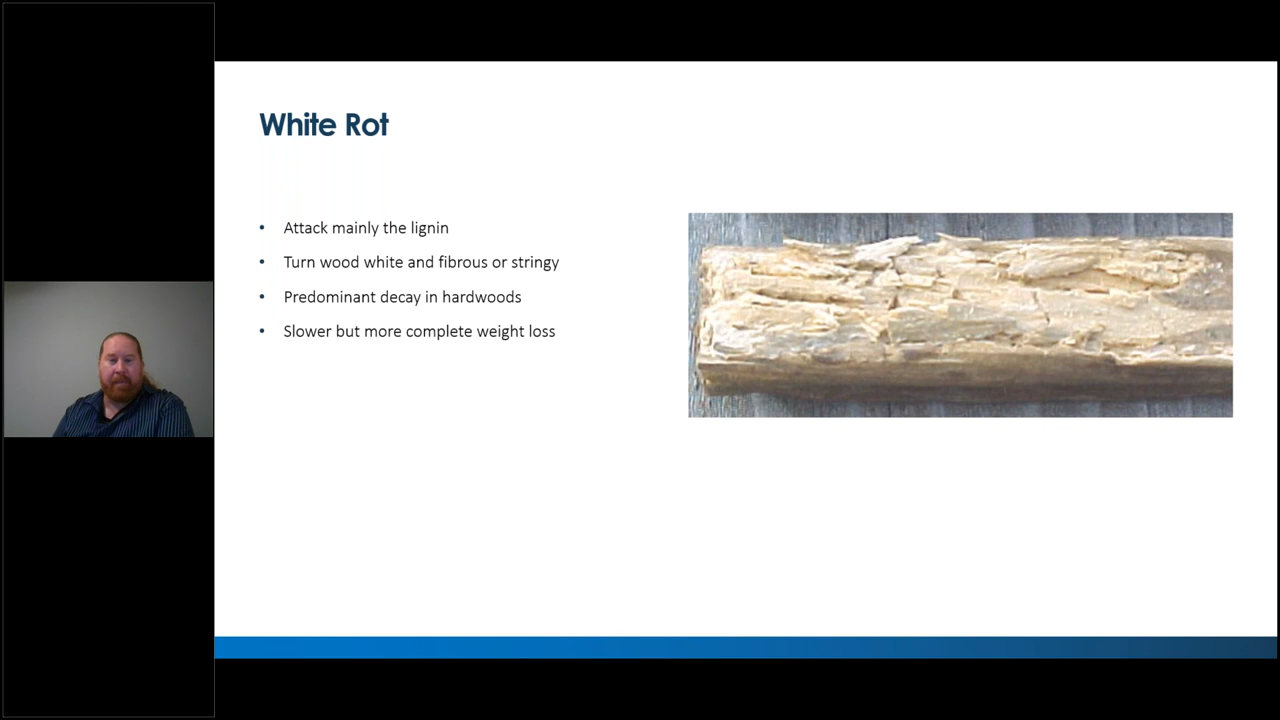 White Rot
• Attack mainly the lignin
• Turn wood white and fibrous or stringy
• Predominant decay in hardwoods
• Slower but more complete weight loss